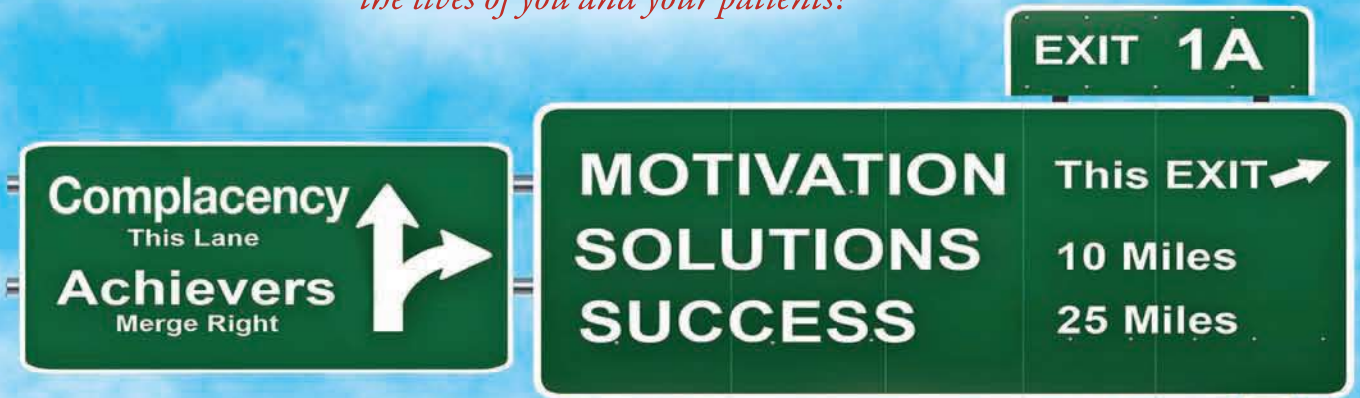 the lives of you and your patients!
EXIT 1A
Complacency
This Lane
Achievers
Merge Right
MOTIVATION This EXIT
SOLUTIONS 10 Miles
SUCCESS 25 Miles